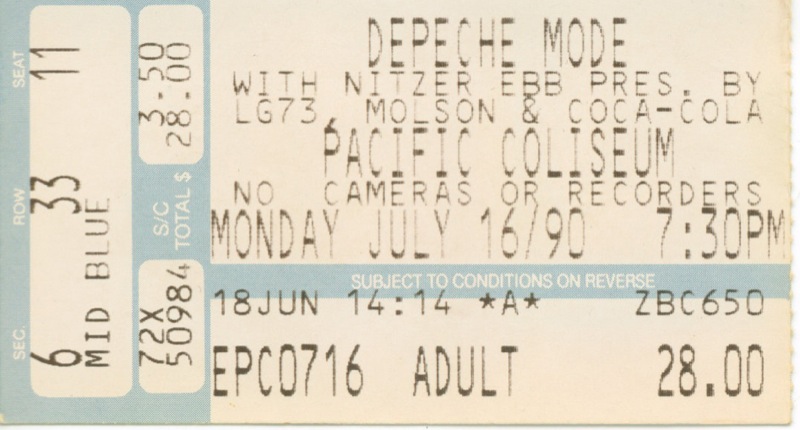 SEAT 11
ROW 33
SEC. 6 MID BLUE
3.50
28.00
S/C
TOTAL $
72X
50984
DEPECHE MODE
WITH NITZER EBB PRES. BY
LG73, MOLSON & COCA-COLA
PACIFIC COLISEUM
NO CAMERAS OR RECORDERS
MONDAY JULY 16/90 7:30PM
SUBJECT TO CONDITIONS ON REVERSE
18JUN 14:14 *A* ZBC650
EPC0716 ADULT 28.00